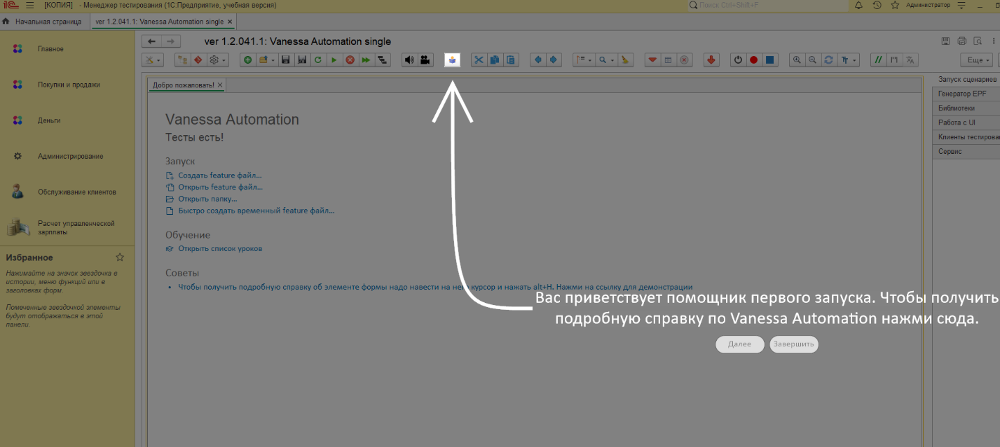 [КОПИЯ] - Менеджер тестирования (1С:Предприятие, учебная версия)
Поиск Ctrl+Shift+F
Администратор
Начальная страница
ver 1.2.041.1: Vanessa Automation single ×
ver 1.2.041.1: Vanessa Automation single
Еще
Главное
Покупки и продажи
Деньги
Администрирование
Обслуживание клиентов
Расчет управленческой
зарплаты
Избранное
Нажимайте на значок звездочка в
истории, меню функций или в
заголовках форм.
Помеченные звездочкой элементы
будут отображаться в этой
панели.
Добро пожаловать! ×
Vanessa Automation
Тесты есть!
Запуск
Создать feature файл...
Открыть feature файл...
Открыть папку...
Быстро создать временный feature файл...
Обучение
Открыть список уроков
Советы
• Чтобы получить подробную справку об элементе формы надо навести на него курсор и нажать alt+H. Нажми на ссылку для демонстрации
Вас приветствует помощник первого запуска. Чтобы получить
подробную справку по Vanessa Automation нажми сюда.
Далее
Завершить
Запуск сценариев
Генератор EPF
Библиотеки
Работа с UI
Клиенты тестирова
Сервис